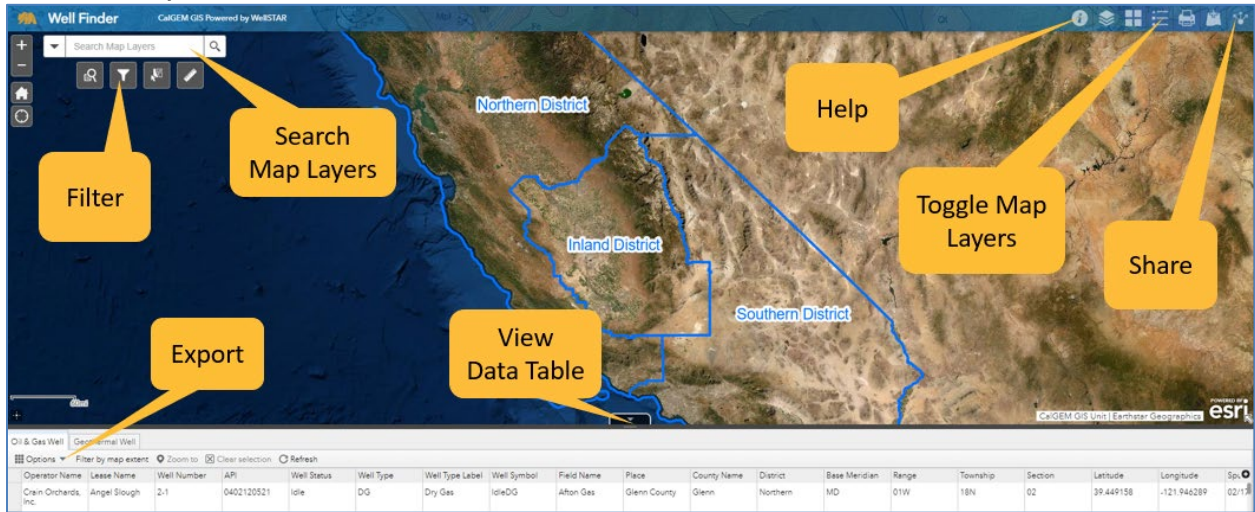 Well Finder
CalGEM GIS Powered by WellSTAR
Search Map Layers
Help
Northern District
Search
Map Layers
Filter
Toggle Map
Layers
Inland District
Share
Southern District
View
Data Table
Export
POWERED BY
esri
CalGEM GIS Unit | Earthstar Geographics
Oil & Gas Well Geothermal Well
Options Filter by map extent Zoom to Clear selection Refresh
Operator Name Lease Name Well Number API Well Status Well Type Well Type Label Well Symbol Field Name Place County Name District Base Meridian Range Township Section Latitude Longitude
Crain Orchards, Angel Slough 2-1 0402120521 Idle DG Dry Gas IdleDG Afton Gas Glenn County Glenn Northern MD 01W 18N 02 39.449158 -121.946289 02/17
Inc.